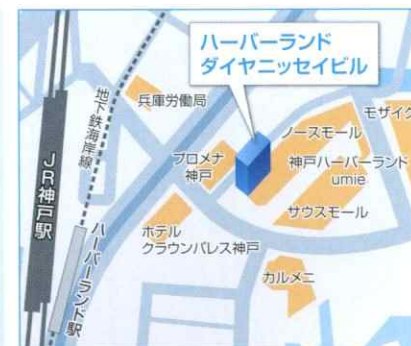 ハーバーランド
ダイヤニッセイビル
兵庫労働局
地下鉄海岸線
モザイク
ノースモール
プロメナ
神戸
神戸ハーバーランド
umie
JR神戸駅
サウスモール
ホテル
クラウンパレス神戸
ハーバーランド駅
カルメニ